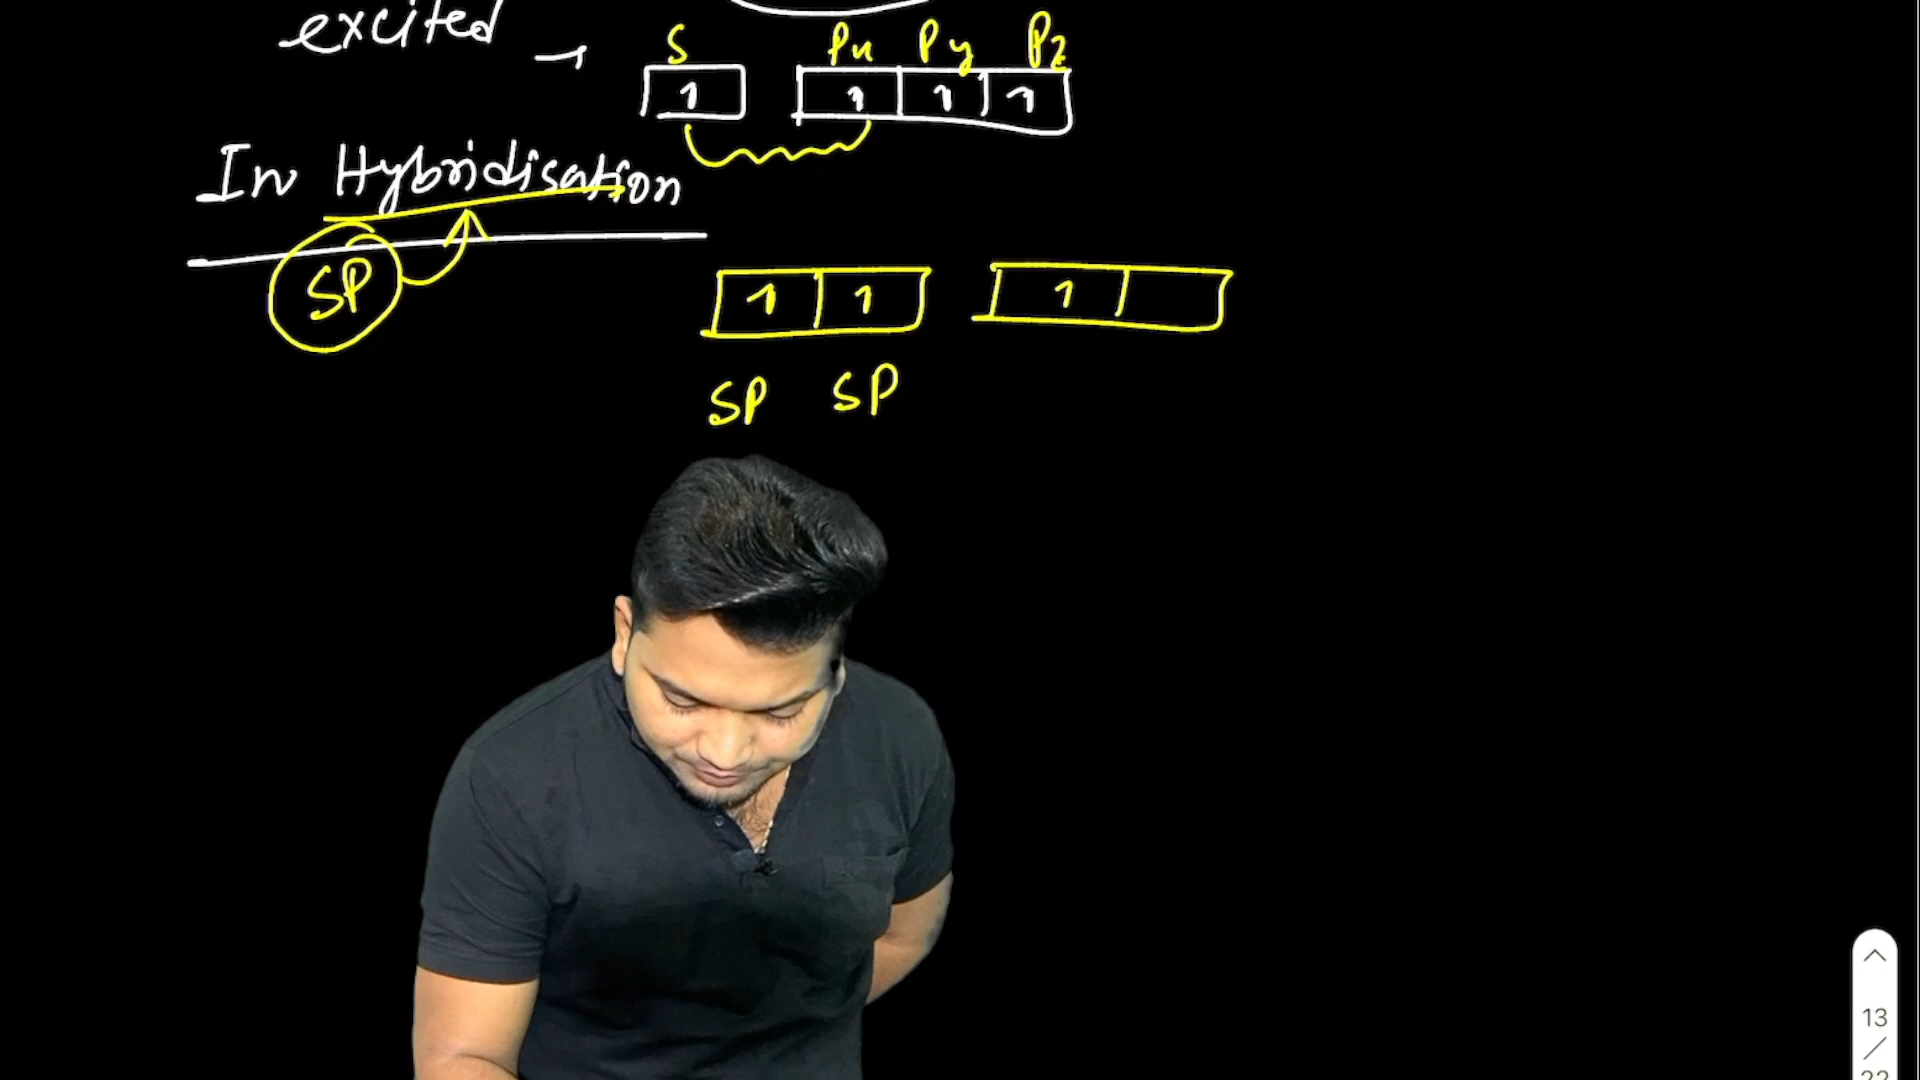 excited → S Px Py Pz
1 1 1 1
In Hybridisation
SP
1 1 1
SP SP
13
/